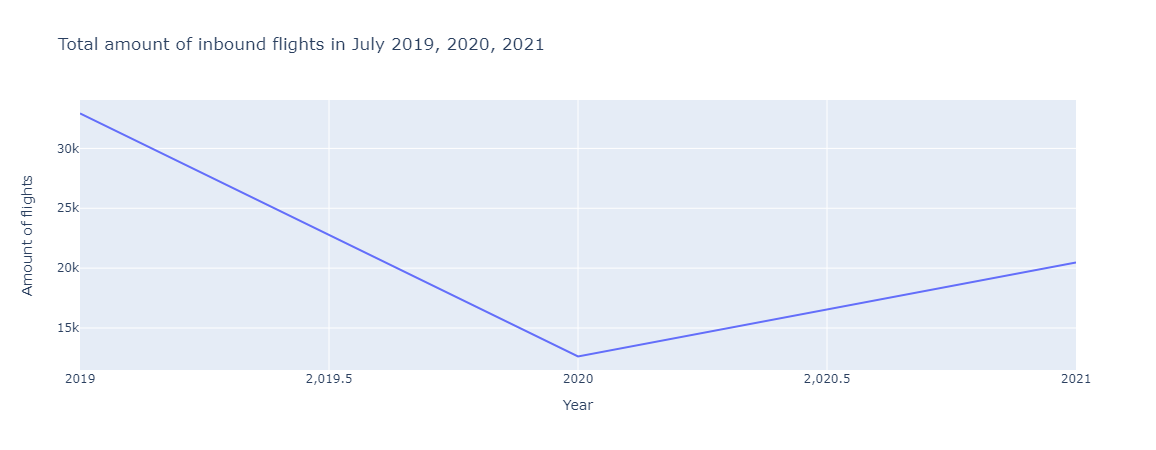 Total amount of inbound flights in July 2019, 2020, 2021
Amount of flights
30k
25k
20k
15k
2019 2,019.5 2020 2,020.5 2021
Year